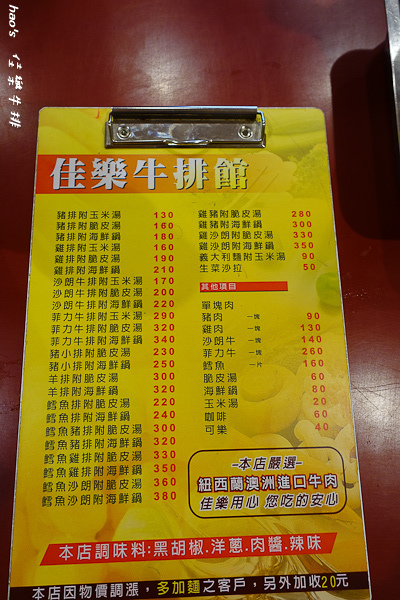 hao's 佳樂牛排
佳樂牛排館
豬排附玉米湯 130
豬排附脆皮湯 160
豬排附海鮮鍋 180
雞排附玉米湯 160
雞排附脆皮湯 190
雞排附海鮮鍋 210
沙朗牛排附玉米湯 170
沙朗牛排附脆皮湯 200
沙朗牛排附海鮮鍋 220
菲力牛排附玉米湯 290
菲力牛排附脆皮湯 320
菲力牛排附海鮮鍋 340
豬小排附脆皮湯 230
豬小排附海鮮鍋 250
羊排附脆皮湯 300
羊排附海鮮鍋 320
鱈魚排附脆皮湯 220
鱈魚排附海鮮鍋 240
鱈魚豬排附脆皮湯 300
鱈魚豬附海鮮鍋 320
鱈魚雞排附脆皮湯 330
鱈魚雞附海鮮鍋 350
鱈魚沙朗附脆皮湯 360
鱈魚沙朗附海鮮鍋 380
雞豬附脆皮湯 280
雞豬附海鮮鍋 300
雞沙朗附脆皮湯 330
雞沙朗附海鮮鍋 350
義大利麵附玉米湯 90
生菜沙拉 50
其他項目
單塊肉
豬肉 一塊 90
雞肉 一塊 130
沙朗牛 一塊 140
菲力牛 一塊 260
鱈魚 一片 160
脆皮湯 60
海鮮湯 80
玉米湯 20
咖啡 60
可樂 40
–本店嚴選–
紐西蘭澳洲進口牛肉
佳樂用心 您吃的安心
本店調味料:黑胡椒.洋蔥.肉醬.辣味
本店因物價調漲,多加麵之客戶,另外加收20元